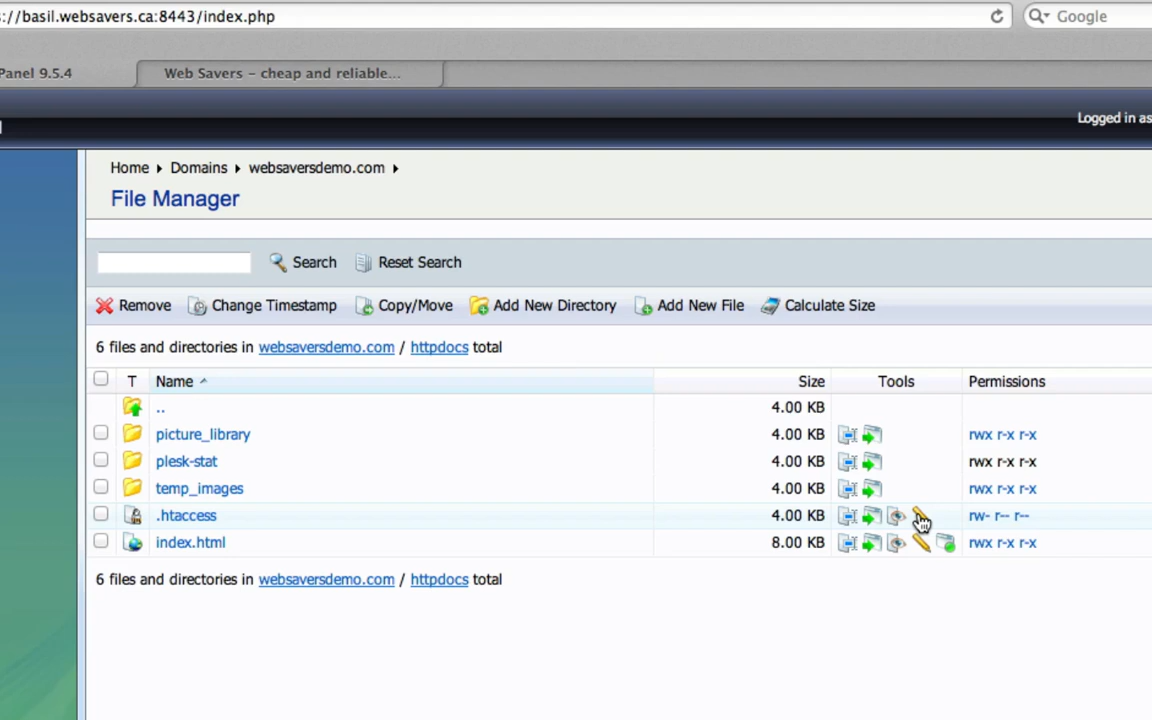 ://basil.websavers.ca:8443/index.php
Google
Panel 9.5.4
Web Savers – cheap and reliable...
Logged in as
Home Domains websaversdemo.com
File Manager
Search Reset Search
Remove Change Timestamp Copy/Move Add New Directory Add New File Calculate Size
6 files and directories in websaversdemo.com / httpdocs total
T Name Size Tools Permissions
.. 4.00 KB
picture_library 4.00 KB rwx r-x r-x
plesk-stat 4.00 KB rwx r-x r-x
temp_images 4.00 KB rwx r-x r-x
.htaccess 4.00 KB rw- r-- r--
index.html 8.00 KB rwx r-x r-x
6 files and directories in websaversdemo.com / httpdocs total